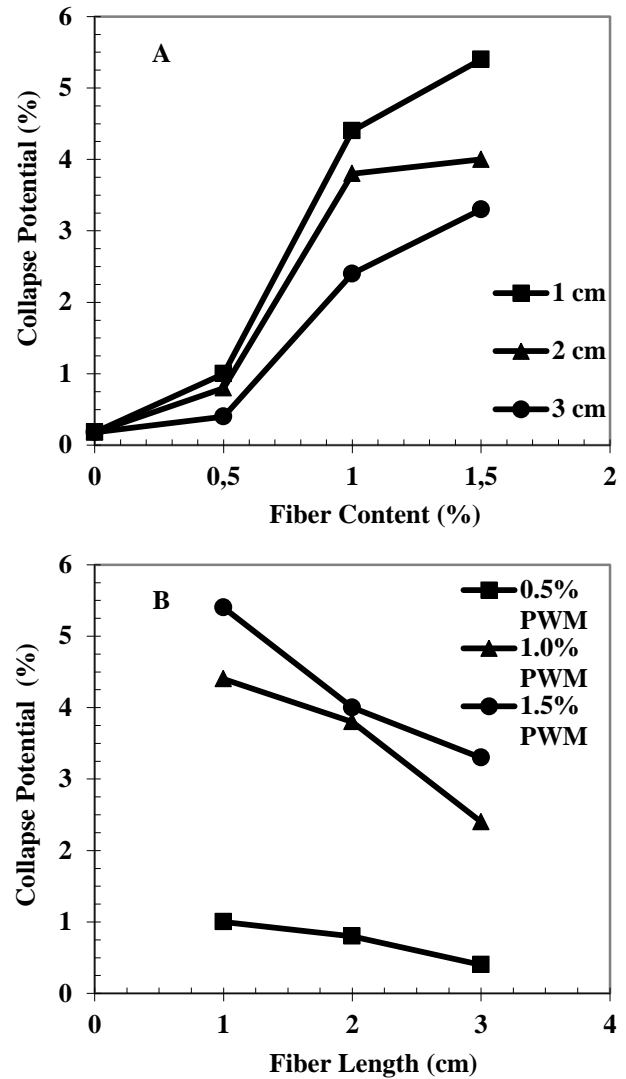 A
Collapse Potential (%)
6
5
4
3
2
1
0
1 cm
2 cm
3 cm
0 0,5 1 1,5 2
Fiber Content (%)
B
Collapse Potential (%)
6
5
4
3
2
1
0
0.5%
PWM
1.0%
PWM
1.5%
PWM
0 1 2 3 4
Fiber Length (cm)